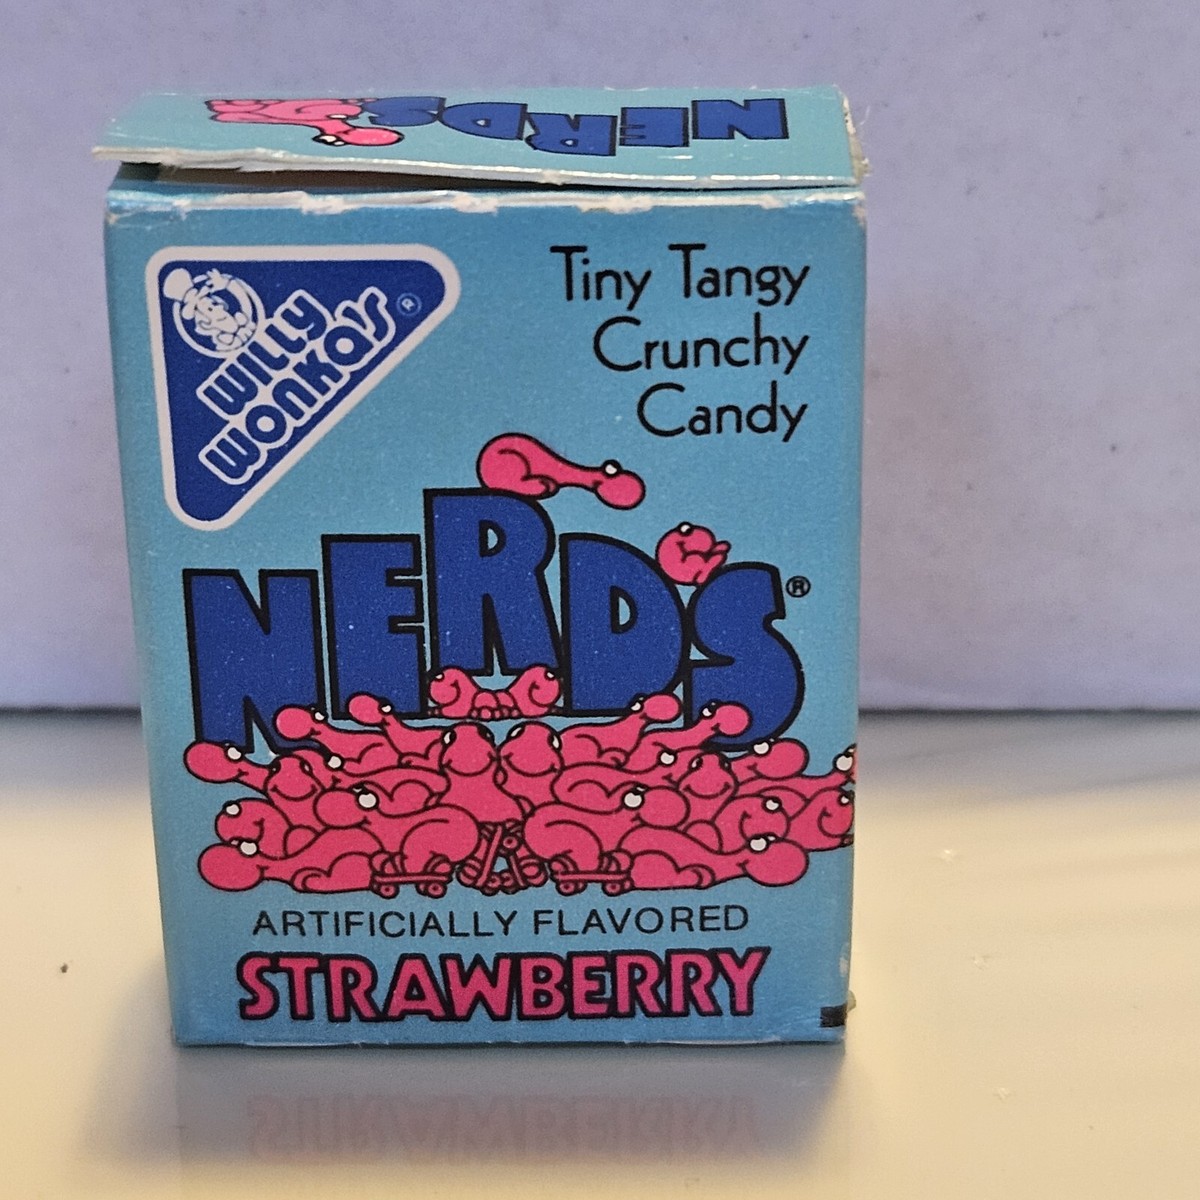 NERDS
WILLY
WONKA'S ®
Tiny Tangy
Crunchy
Candy
NERDS®
ARTIFICIALLY FLAVORED
STRAWBERRY